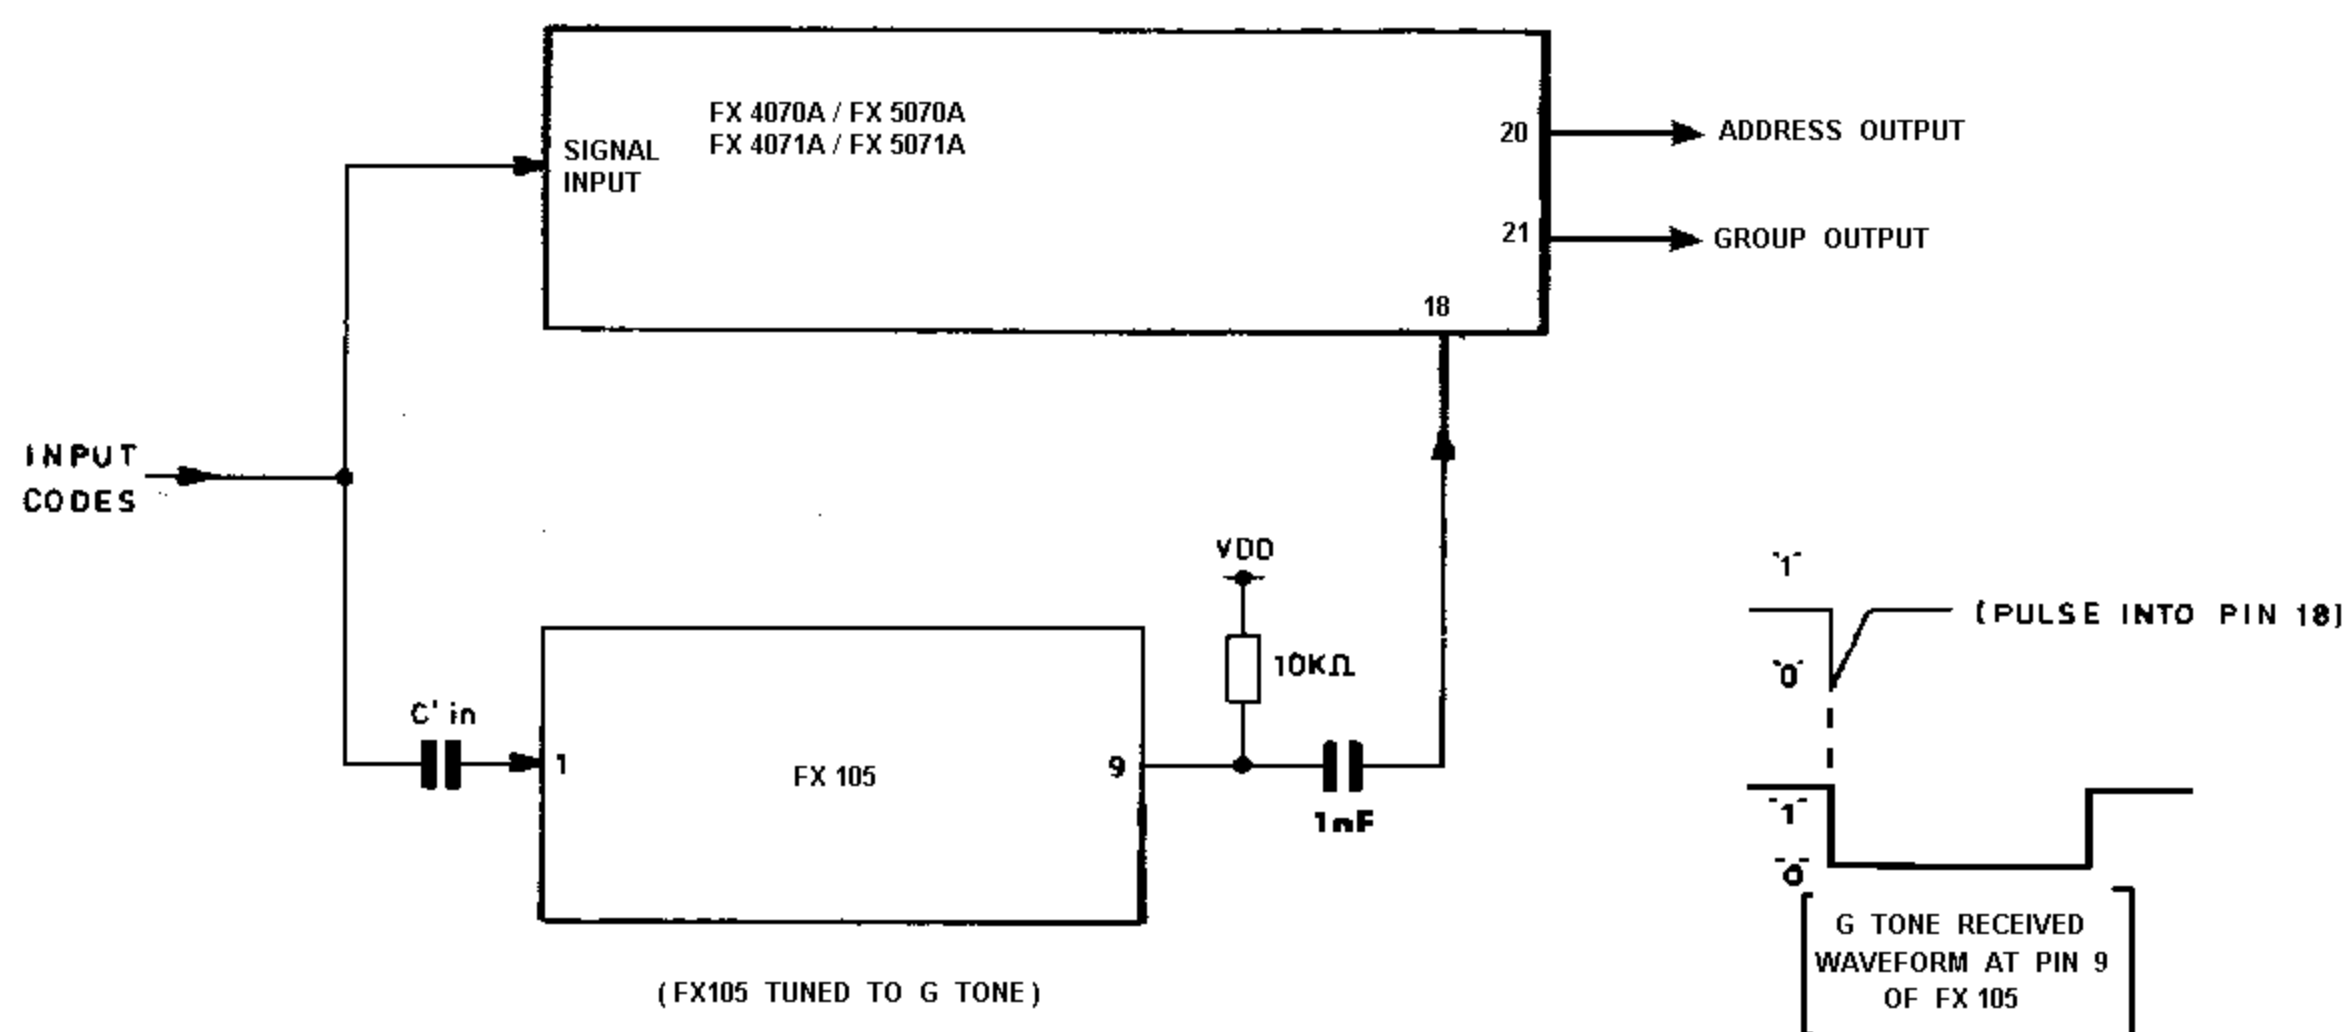 FX 4070A / FX 5070A
FX 4071A / FX 5071A
SIGNAL
INPUT
20
ADDRESS OUTPUT
21
GROUP OUTPUT
18
INPUT
CODES
VDD
10KΩ
C' in
1
FX 105
9
1nF
(FX105 TUNED TO G TONE)
"1"
(PULSE INTO PIN 18)
"0"
"1"
"0"
G TONE RECEIVED
WAVEFORM AT PIN 9
OF FX 105